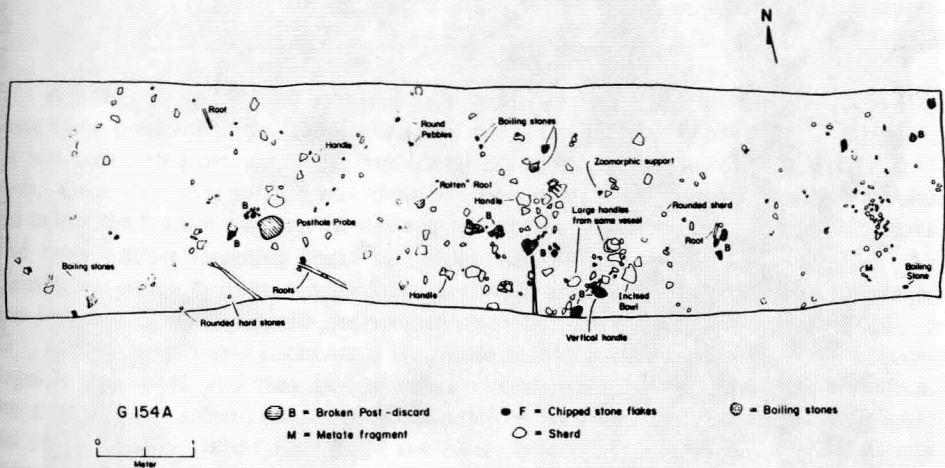 N
Root
Handle
Round
Pebbles
Boiling stones
Zoomorphic support
B
Rotten Root
Handle
Large handles
from same vessel
Rounded sherd
B
Posthole Probe
B
B
B
Root
B
Boiling stones
Roots
Handle
B
Incised
Bowl
M
Boiling
Stone
Rounded hard stones
Vertical handle
G 154A
B = Broken Post-discard
F = Chipped stone flakes
= Boiling stones
M = Metate fragment
= Sherd
0
Meter